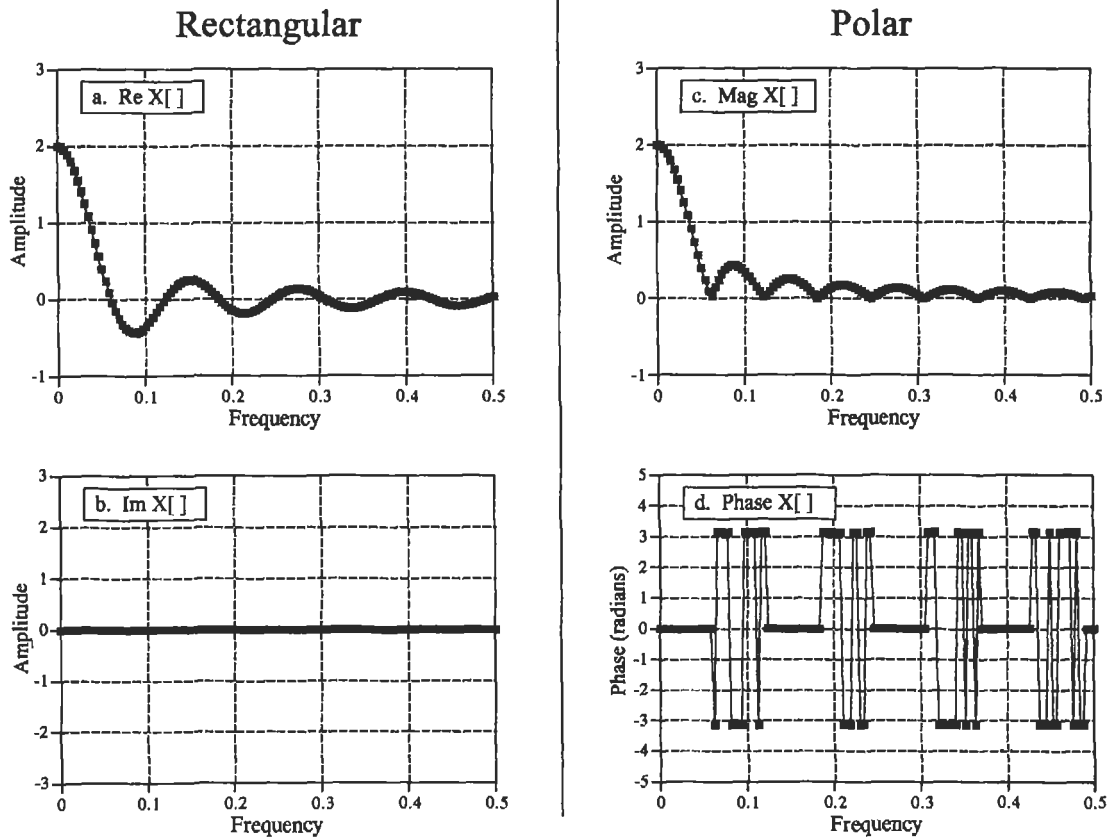 Rectangular
3
2
1
0
-1
Amplitude
a. Re X[ ]
0 0.1 0.2 0.3 0.4 0.5
Frequency
3
2
1
0
-1
-2
-3
Amplitude
b. Im X[ ]
0 0.1 0.2 0.3 0.4 0.5
Frequency
Polar
3
2
1
0
-1
Amplitude
c. Mag X[ ]
0 0.1 0.2 0.3 0.4 0.5
Frequency
5
4
3
2
1
0
-1
-2
-3
-4
-5
Phase (radians)
d. Phase X[ ]
0 0.1 0.2 0.3 0.4 0.5
Frequency